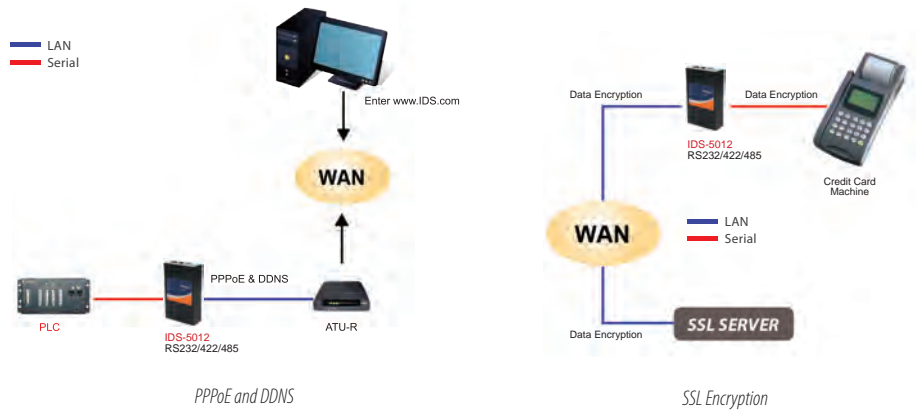 LAN
Serial
Enter www.IDS.com
WAN
PPPoE & DDNS
PLC
IDS-5012
RS232/422/485
ATU-R
PPPoE and DDNS
Data Encryption
Data Encryption
IDS-5012
RS232/422/485
Credit Card
Machine
WAN
LAN
Serial
SSL SERVER
Data Encryption
SSL Encryption